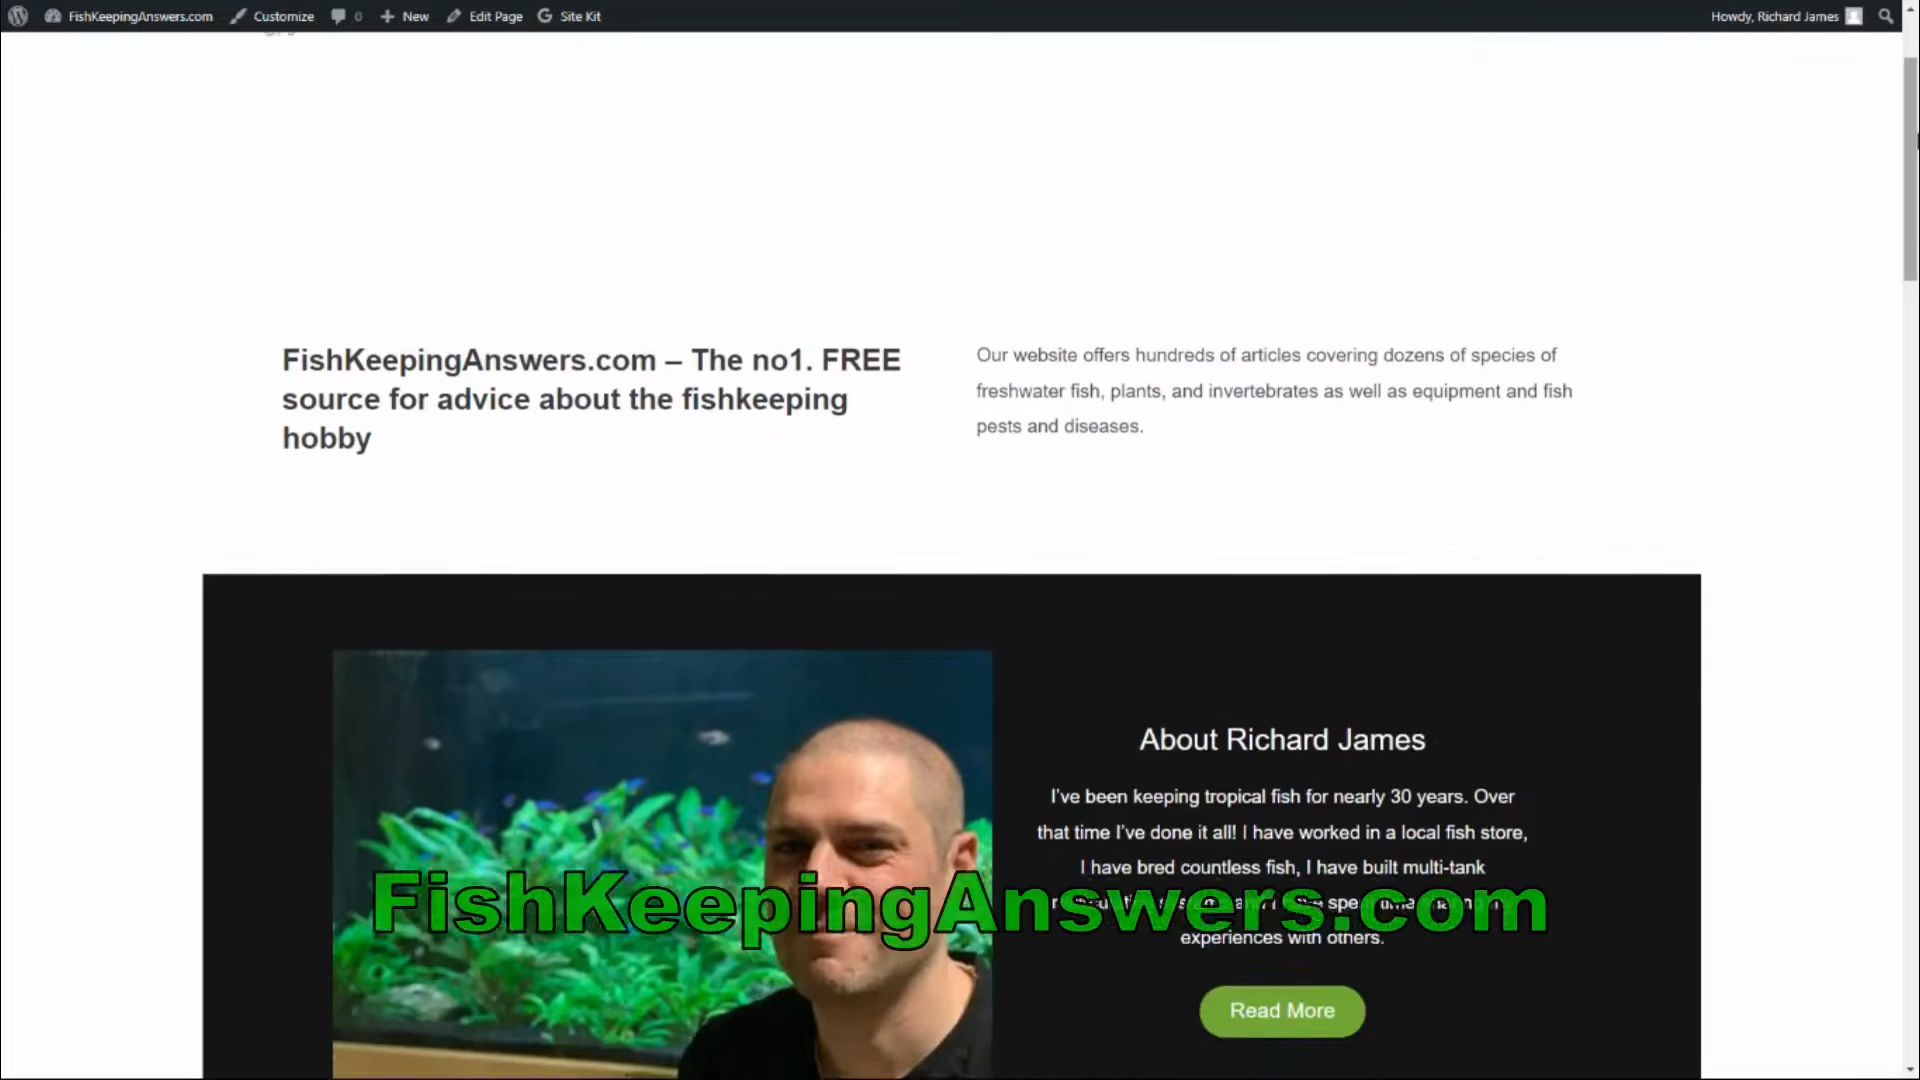 FishKeepingAnswers.com Customize 0 New Edit Page Site Kit Howdy, Richard James
FishKeepingAnswers.com – The no1. FREE
source for advice about the fishkeeping
hobby
Our website offers hundreds of articles covering dozens of species of
freshwater fish, plants, and invertebrates as well as equipment and fish
pests and diseases.
About Richard James
I've been keeping tropical fish for nearly 30 years. Over
that time I've done it all! I have worked in a local fish store,
I have bred countless fish, I have built multi-tank
experiences with others.
FishKeepingAnswers.com
Read More